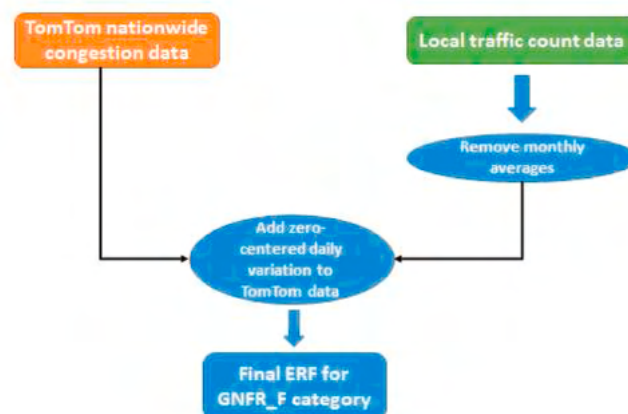 TomTom nationwide
congestion data
Local traffic count data
Remove monthly
averages
Add zero-
centered daily
variation to
TomTom data
Final ERF for
GNFR_F category